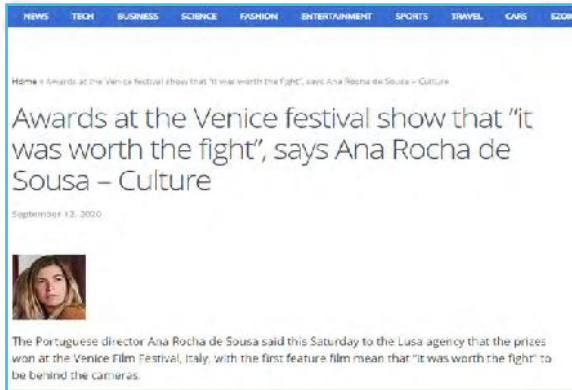 NEWS TECH BUSINESS SCIENCE FASHION ENTERTAINMENT SPORTS TRAVEL CARS
Home » Awards at the Venice festival show that "it was worth the fight", says Ana Rocha de Sousa – Culture
Awards at the Venice festival show that "it
was worth the fight", says Ana Rocha de
Sousa – Culture
September 12, 2020
The Portuguese director Ana Rocha de Sousa said this Saturday to the Lusa agency that the prizes
won at the Venice Film Festival, Italy, with the first feature film mean that "it was worth the fight" to
be behind the cameras.